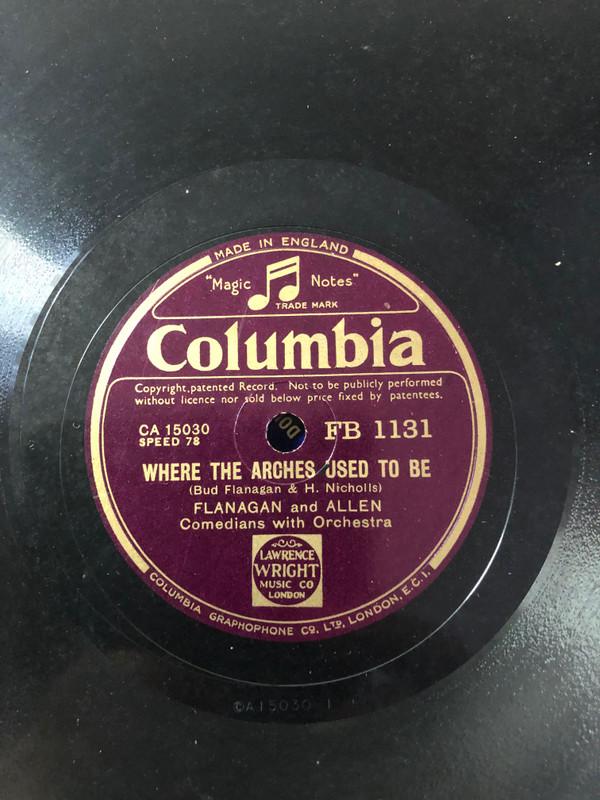 MADE IN ENGLAND
"Magic Notes"
TRADE MARK
Columbia
Copyright,patented Record. Not to be publicly performed
without licence nor sold below price fixed by patentees.
CA 15030 FB 1131
SPEED 78
WHERE THE ARCHES USED TO BE
(Bud Flanagan & H. Nicholls)
FLANAGAN and ALLEN
Comedians with Orchestra
LAWRENCE
WRIGHT
MUSIC CO
LONDON
COLUMBIA GRAPHOPHONE CO. LTD, LONDON, E.C.1.
CA15030 1